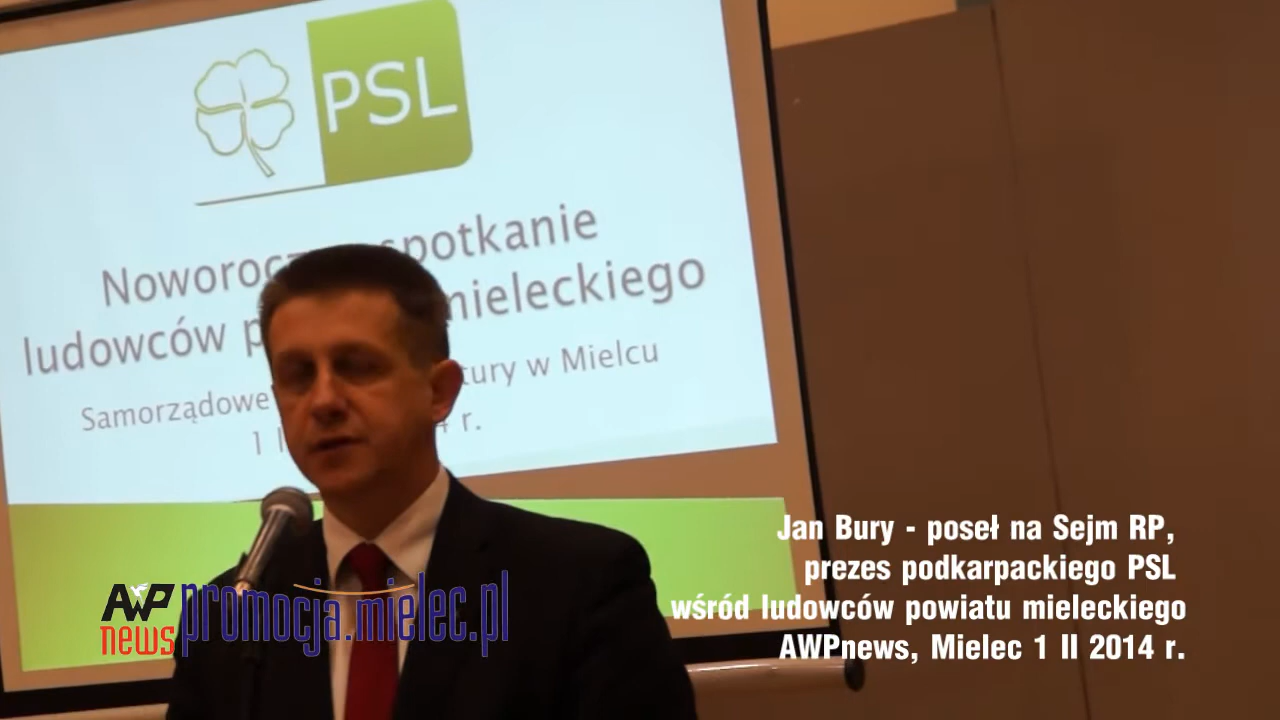 PSL
Noworoc spotkanie
ludowców p mieleckiego
Samorządowe tury w Mielcu
1 r.
Jan Bury - poseł na Sejm RP,
prezes podkarpackiego PSL
wśród ludowców powiatu mieleckiego
AWPnews, Mielec 1 II 2014 r.
AWP
news promocja.mielec.pl